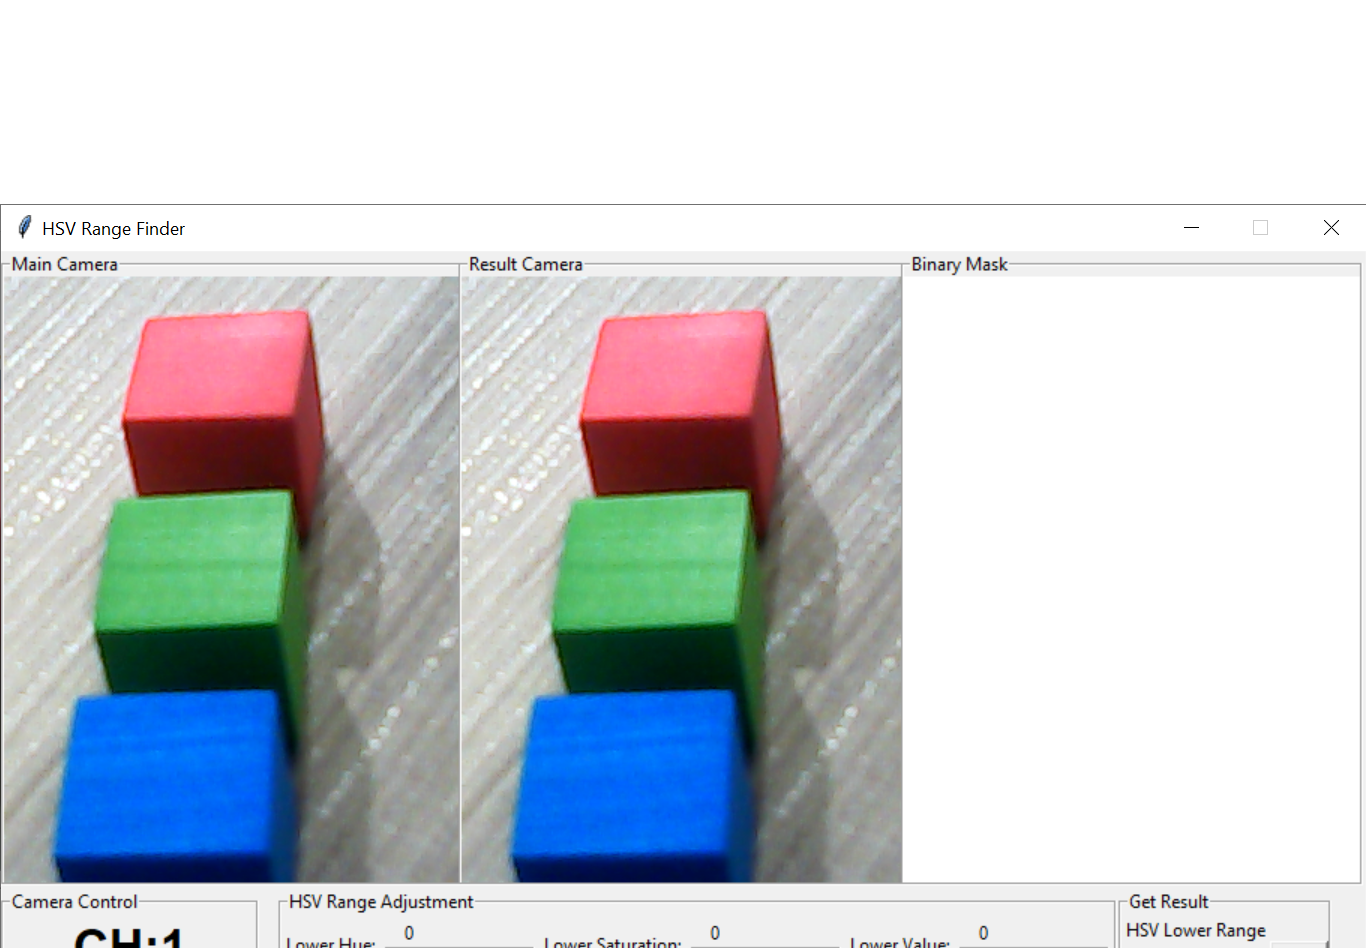 HSV Range Finder
Main Camera
Result Camera
Binary Mask
Camera Control
HSV Range Adjustment
Get Result
CH:1
0
0
0
HSV Lower Range
Lower Hue:
Lower Saturation:
Lower Value: